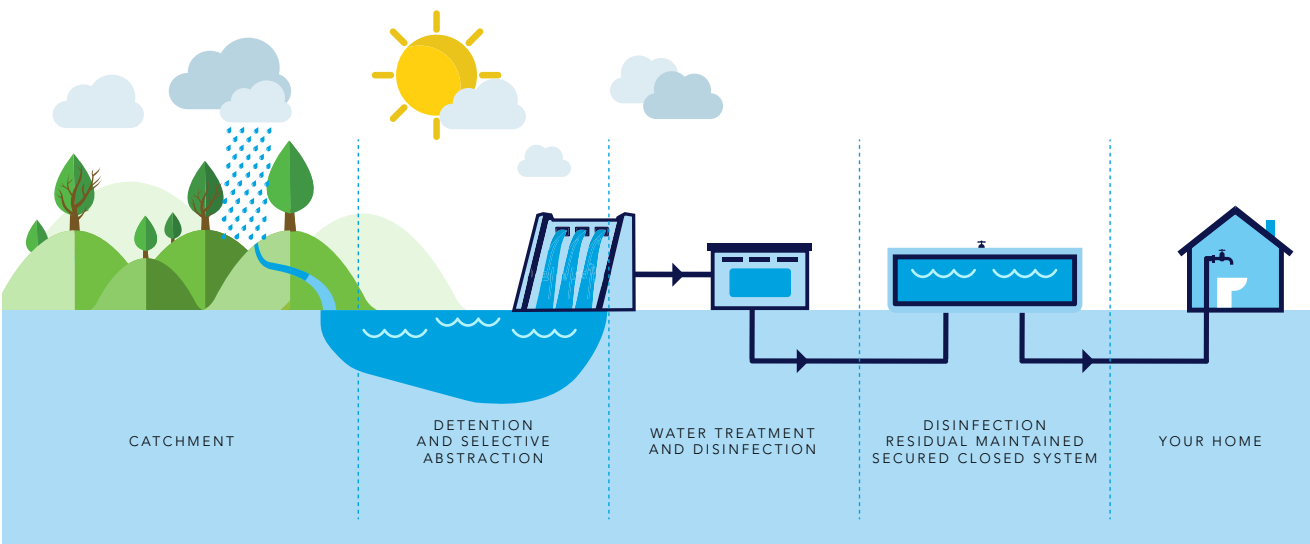 CATCHMENT
DETENTION
AND SELECTIVE
ABSTRACTION
WATER TREATMENT
AND DISINFECTION
DISINFECTION
RESIDUAL MAINTAINED
SECURED CLOSED SYSTEM
YOUR HOME